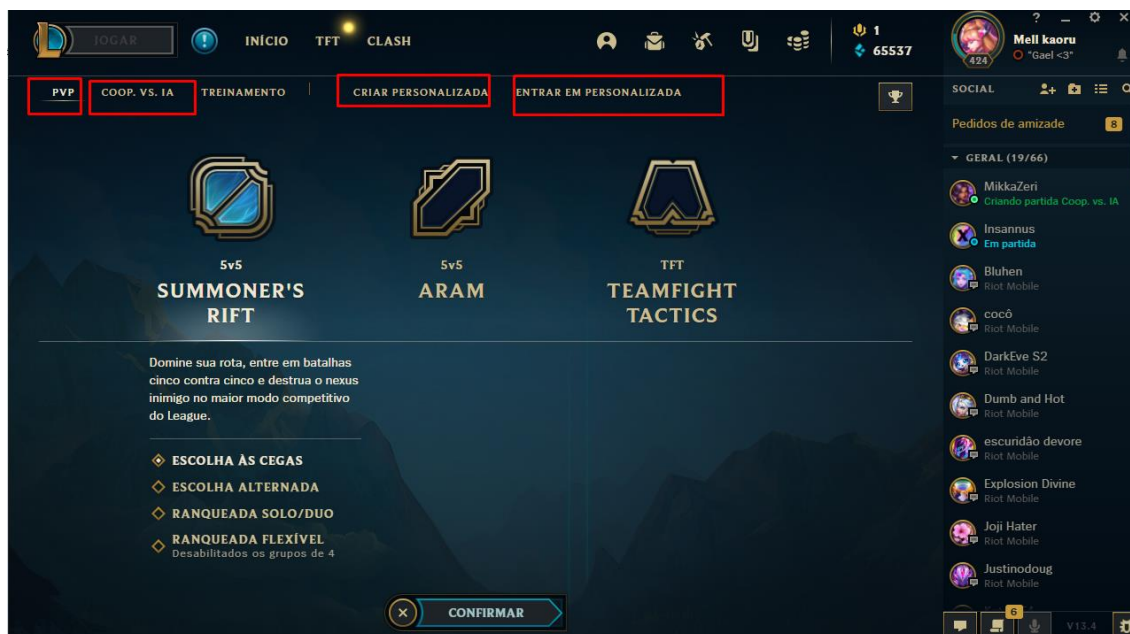 JOGAR
INÍCIO
TFT
CLASH
1
65537
?
424
Mell kaoru
"Gael <3"
PVP
COOP. VS. IA
TREINAMENTO
CRIAR PERSONALIZADA
ENTRAR EM PERSONALIZADA
SOCIAL
Pedidos de amizade
8
GERAL (19/66)
MikkaZeri
Criando partida Coop. vs. IA
Insannus
Em partida
Bluhen
Riot Mobile
cocô
Riot Mobile
DarkEve S2
Riot Mobile
Dumb and Hot
Riot Mobile
escuridão devore
Riot Mobile
Explosion Divine
Riot Mobile
Joji Hater
Riot Mobile
Justinodoug
Riot Mobile
5v5
SUMMONER'S
RIFT
5v5
ARAM
TFT
TEAMFIGHT
TACTICS
Domine sua rota, entre em batalhas
cinco contra cinco e destrua o nexus
inimigo no maior modo competitivo
do League.
ESCOLHA ÀS CEGAS
ESCOLHA ALTERNADA
RANQUEADA SOLO/DUO
RANQUEADA FLEXÍVEL
Desabilitados os grupos de 4
CONFIRMAR
6
V13.4